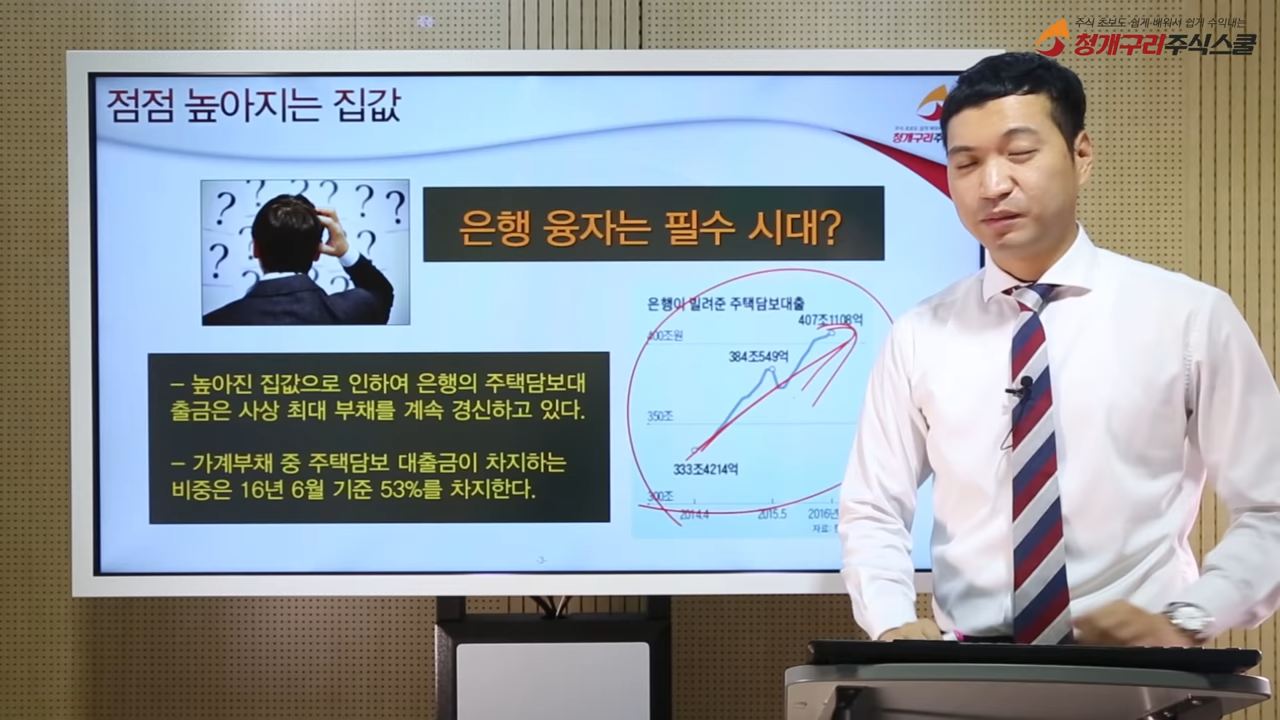 주식 초보도 쉽게 배워서 쉽게 수익내는
청개구리주식스쿨
점점 높아지는 집값
청개구리주
은행 융자는 필수 시대?
은행이 빌려준 주택담보대출
407조1108억
400조원
384조549억
350조
333조4214억
300조
2014.4 2015.5 2016년
자료:
– 높아진 집값으로 인하여 은행의 주택담보대
출금은 사상 최대 부채를 계속 경신하고 있다.
– 가계부채 중 주택담보 대출금이 차지하는
비중은 16년 6월 기준 53%를 차지한다.
-3-